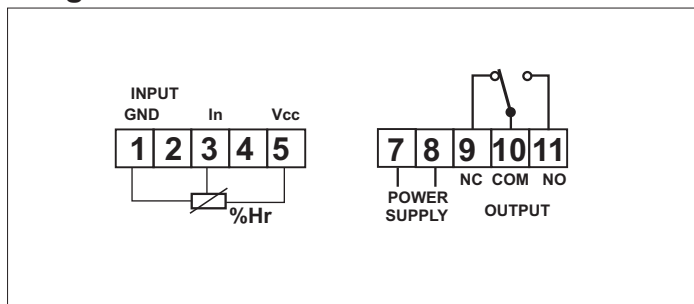 INPUT
GND In Vcc
1 2 3 4 5
%Hr
7 8 9 10 11
NC COM NO
POWER
SUPPLY
OUTPUT